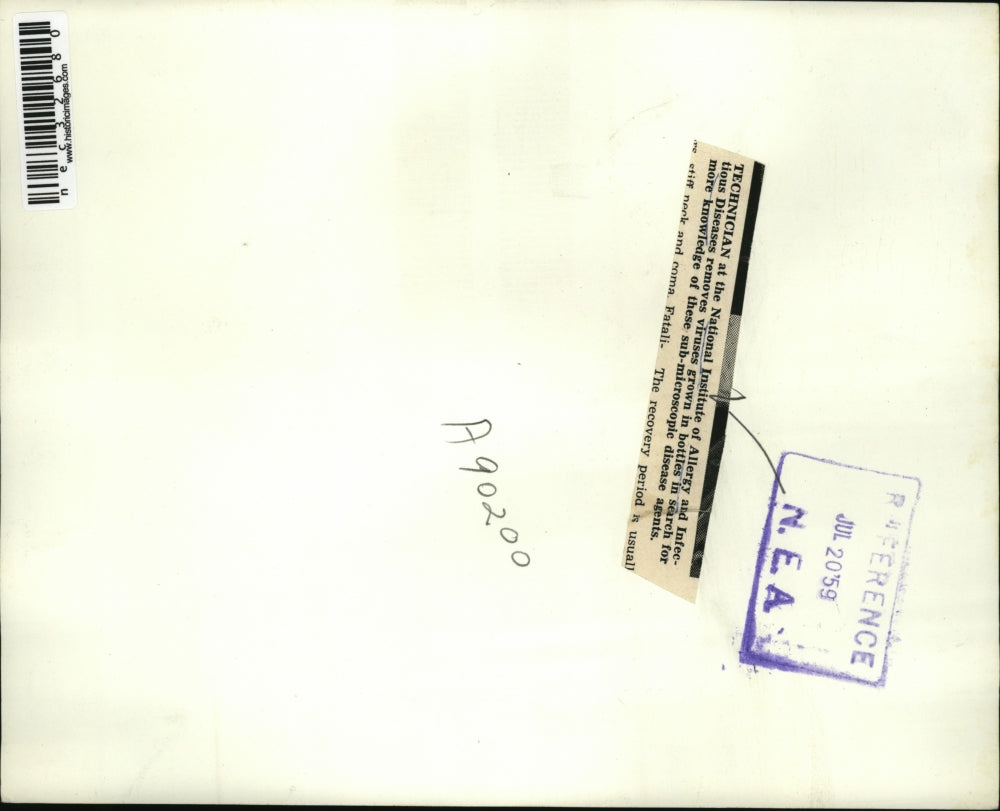 REFERENCE
JUL 20'59
N.E.A.
TECHNICIAN at the National Institute of Allergy and Infec-
tious Diseases removes viruses grown in bottles in search for
more knowledge of these sub-microscopic disease agents.
stiff neck and coma. Fatali- The recovery period is usuall
A90200
nec32680
www.historicimages.com